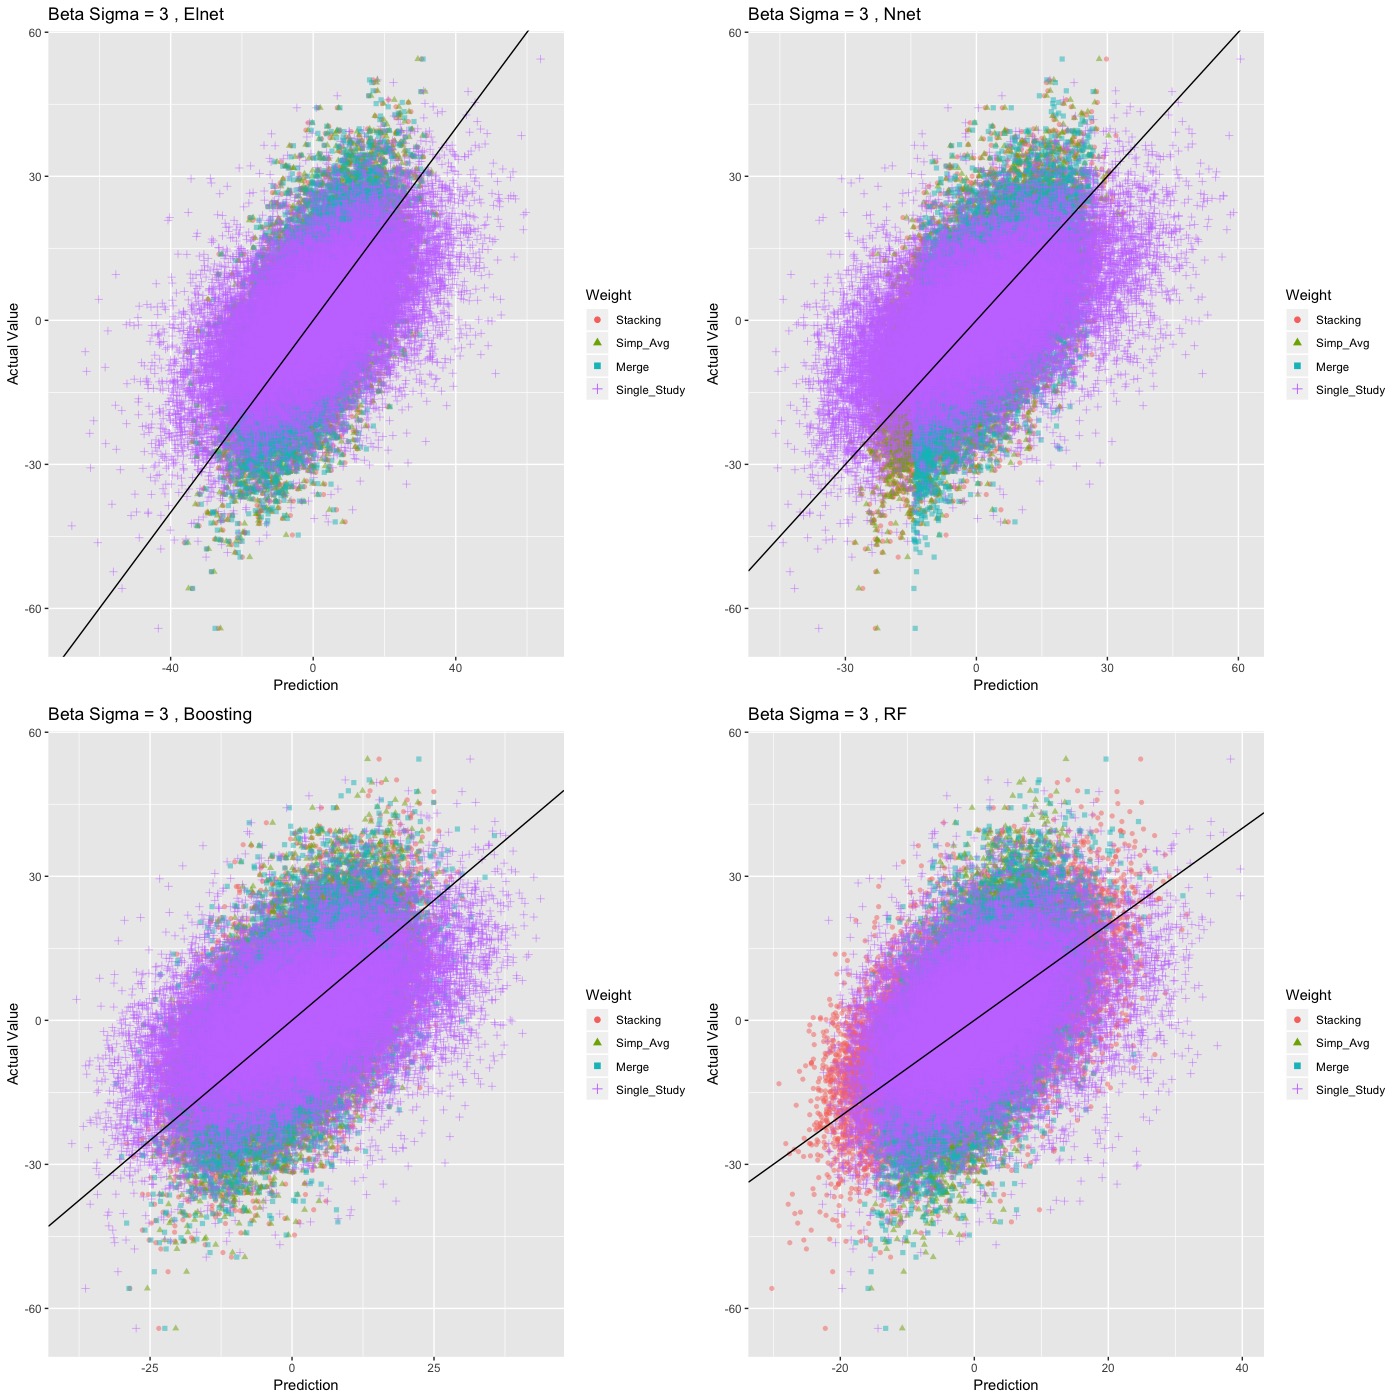 Beta Sigma = 3 , Elnet
60
30
0
-30
-60
Actual Value
-40 0 40
Prediction
Weight
Stacking
Simp_Avg
Merge
Single_Study
Beta Sigma = 3 , Nnet
60
30
0
-30
-60
Actual Value
-30 0 30 60
Prediction
Weight
Stacking
Simp_Avg
Merge
Single_Study
Beta Sigma = 3 , Boosting
60
30
0
-30
-60
Actual Value
-25 0 25
Prediction
Weight
Stacking
Simp_Avg
Merge
Single_Study
Beta Sigma = 3 , RF
60
30
0
-30
-60
Actual Value
-20 0 20 40
Prediction
Weight
Stacking
Simp_Avg
Merge
Single_Study